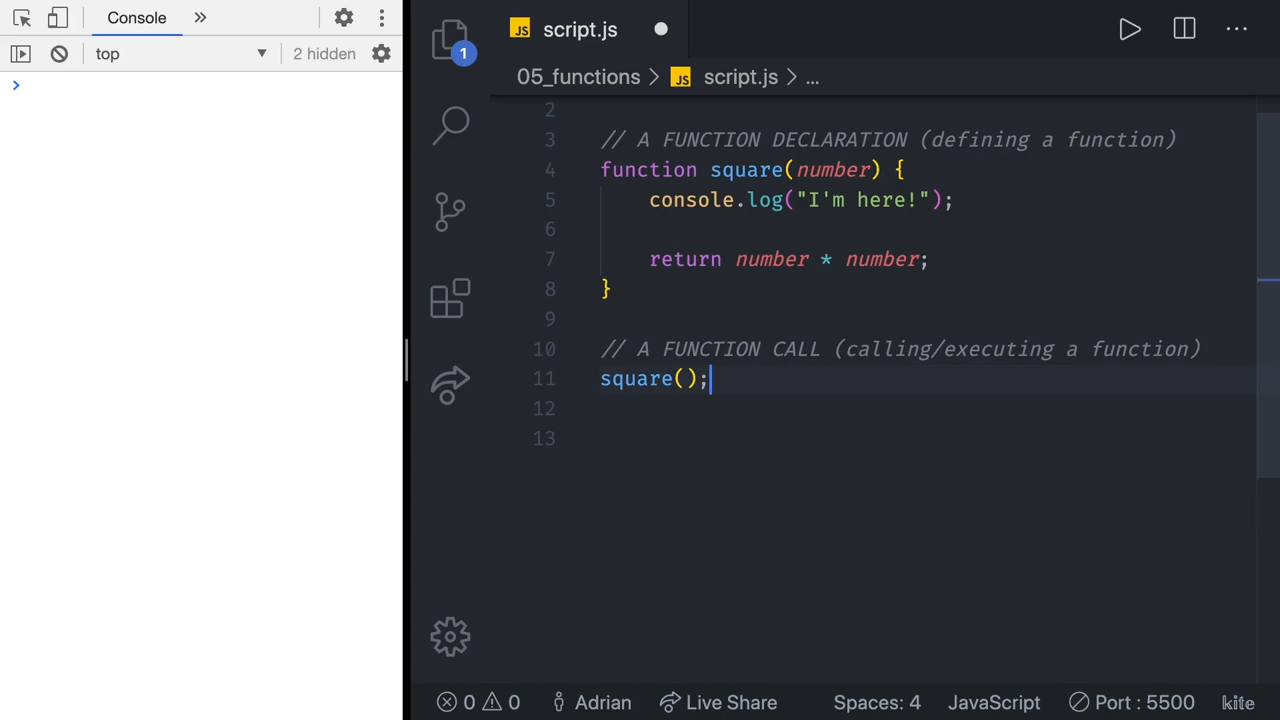 Console »
top ▼ 2 hidden
>
1
JS script.js ●
05_functions > JS script.js > ...
2
3 // A FUNCTION DECLARATION (defining a function)
4 function square(number) {
5 console.log("I'm here!");
6
7 return number * number;
8 }
9
10 // A FUNCTION CALL (calling/executing a function)
11 square();
12
13
0 0 Adrian Live Share Spaces: 4 JavaScript Port : 5500 kite